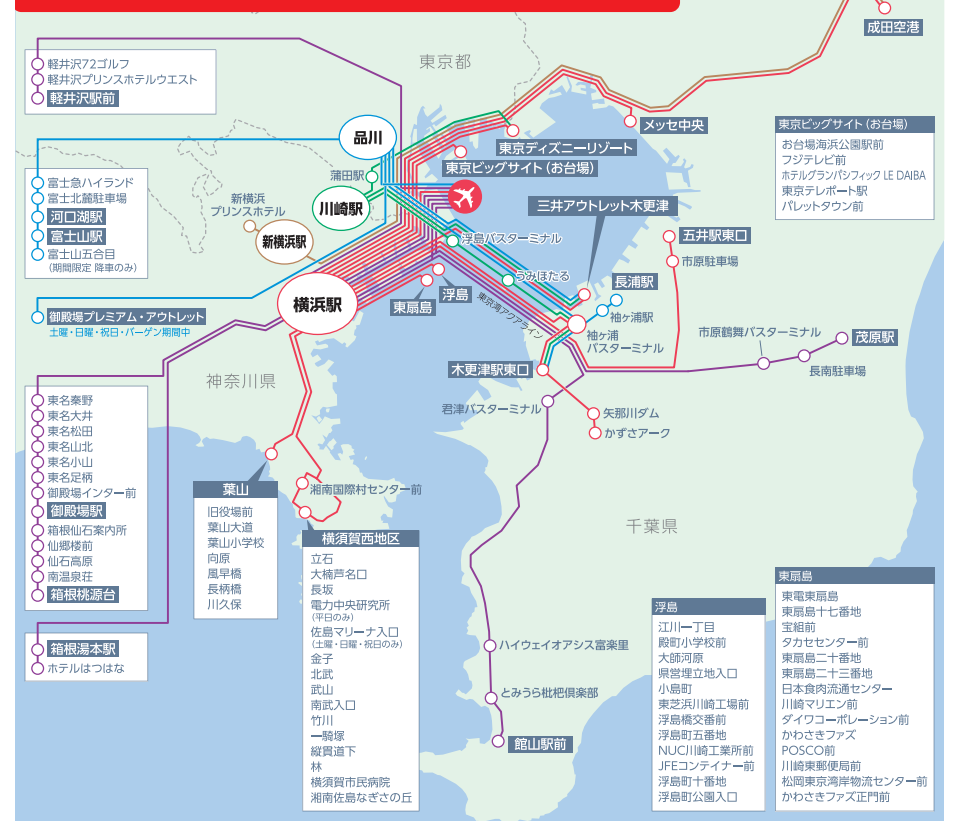 成田空港
東京都
軽井沢72ゴルフ
軽井沢プリンスホテルウエスト
軽井沢駅前
品川
メッセ中央
東京ディズニーリゾート
東京ビッグサイト(お台場)
東京ビッグサイト(お台場)
お台場海浜公園駅前
フジテレビ前
ホテルグランパシフィック LE DAIBA
東京テレポート駅
パレットタウン前
蒲田駅
川崎駅
富士急ハイランド
富士北麓駐車場
河口湖駅
富士山駅
富士山五合目
(期間限定 降車のみ)
新横浜
プリンスホテル
新横浜駅
三井アウトレット木更津
浮島バスターミナル
五井駅東口
市原駐車場
うみほたる
長浦駅
横浜駅
浮島
東扇島
東京湾アクアライン
袖ヶ浦駅
袖ヶ浦
バスターミナル
御殿場プレミアム・アウトレット
土曜・日曜・祝日・バーゲン期間中
市原鶴舞バスターミナル
茂原駅
長南駐車場
木更津駅東口
神奈川県
君津バスターミナル
矢那川ダム
かずさアーク
東名秦野
東名大井
東名松田
東名山北
東名小山
東名足柄
御殿場インター前
御殿場駅
箱根仙石案内所
仙郷楼前
仙石高原
南温泉荘
箱根桃源台
箱根湯本駅
ホテルはつはな
葉山
旧役場前
葉山大道
葉山小学校
向原
風早橋
長柄橋
川久保
湘南国際村センター前
横須賀西地区
立石
大楠芦名口
長坂
電力中央研究所
(平日のみ)
佐島マリーナ入口
(土曜・日曜・祝日のみ)
金子
北武
武山
南武入口
竹川
一騎塚
縦貫道下
林
横須賀市民病院
湘南佐島なぎさの丘
千葉県
ハイウェイオアシス富楽里
とみうら枇杷倶楽部
館山駅前
浮島
江川一丁目
殿町小学校前
大師河原
県営埋立地入口
小島町
東芝浜川崎工場前
浮島橋交番前
浮島町五番地
NUC川崎工業所前
JFEコンテイナー前
浮島町十番地
浮島町公園入口
東扇島
東電東扇島
東扇島十七番地
宝組前
タカセセンター前
東扇島二十番地
東扇島二十三番地
日本食肉流通センター
川崎マリエン前
ダイワコーポレーション前
かわさきファズ
POSCO前
川崎東郵便局前
松岡東京湾岸物流センター前
かわさきファズ正門前